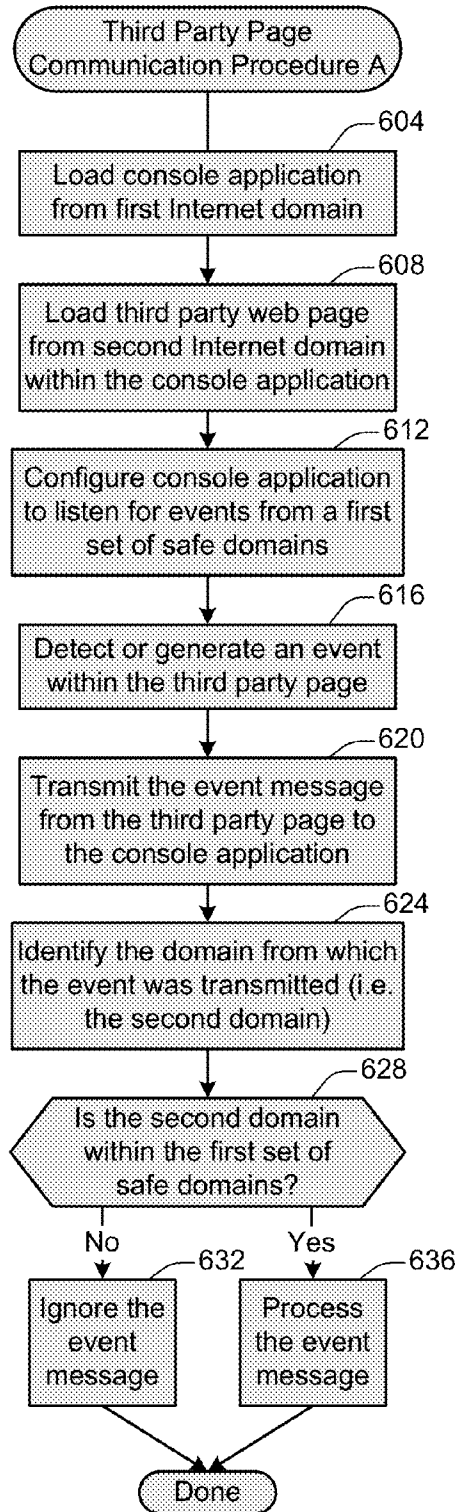 Third Party Page
Communication Procedure A
604
Load console application
from first Internet domain
608
Load third party web page
from second Internet domain
within the console application
612
Configure console application
to listen for events from a first
set of safe domains
616
Detect or generate an event
within the third party page
620
Transmit the event message
from the third party page to
the console application
624
Identify the domain from which
the event was transmitted (i.e.
the second domain)
628
Is the second domain
within the first set of
safe domains?
No
Yes
632
Ignore the
event
message
636
Process
the event
message
Done